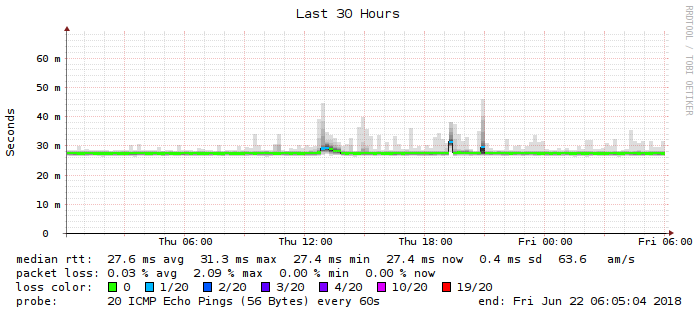 Last 30 Hours
RRDTOOL / TOBI OETIKER
Seconds
60 m
50 m
40 m
30 m
20 m
10 m
0
Thu 06:00 Thu 12:00 Thu 18:00 Fri 00:00 Fri 06:00
median rtt: 27.6 ms avg 31.3 ms max 27.4 ms min 27.4 ms now 0.4 ms sd 63.6 am/s
packet loss: 0.03 % avg 2.09 % max 0.00 % min 0.00 % now
loss color: 0 1/20 2/20 3/20 4/20 10/20 19/20
probe: 20 ICMP Echo Pings (56 Bytes) every 60s end: Fri Jun 22 06:05:04 2018